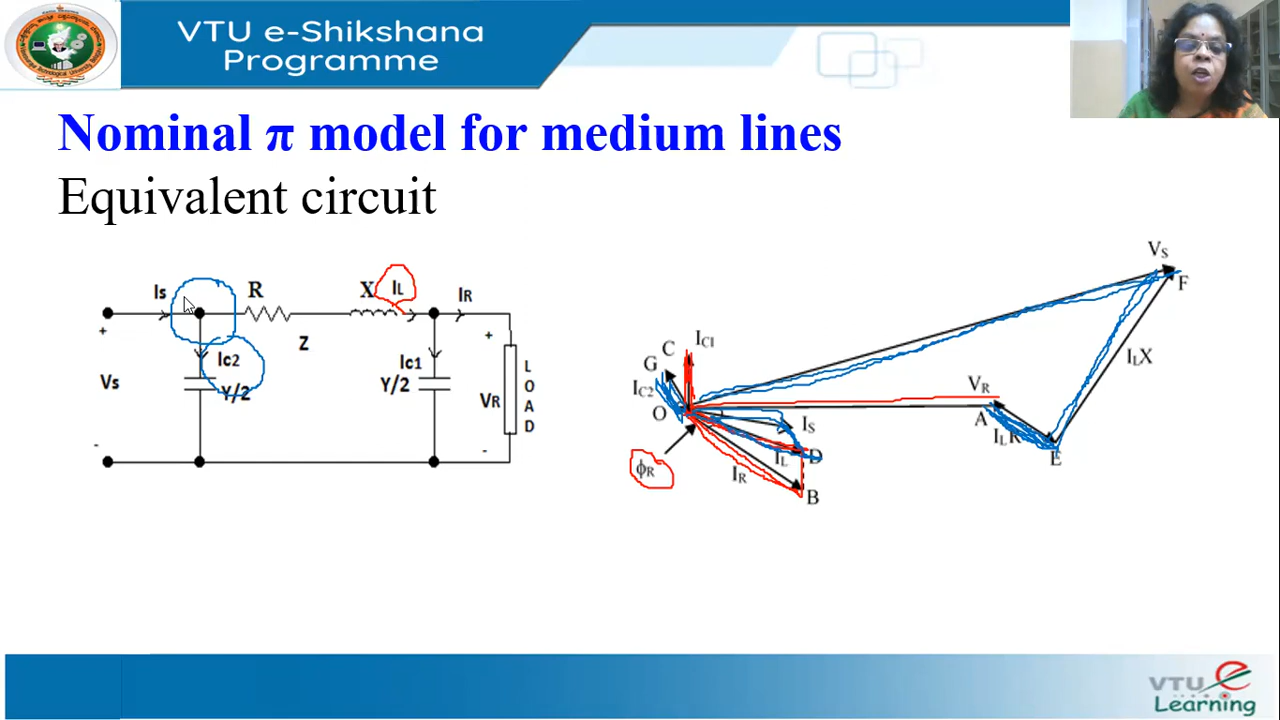 VTU e-Shikshana
Programme
Nominal π model for medium lines
Equivalent circuit
Is
R
X
IL
IR
+
Z
+
Vs
Ic2
Y/2
Ic1
Y/2
VR
L
O
A
D
-
-
VS
F
ILX
C
IC1
G
IC2
O
VR
A
ILR
E
IS
IL
D
ϕR
IR
B
VTU e
Learning